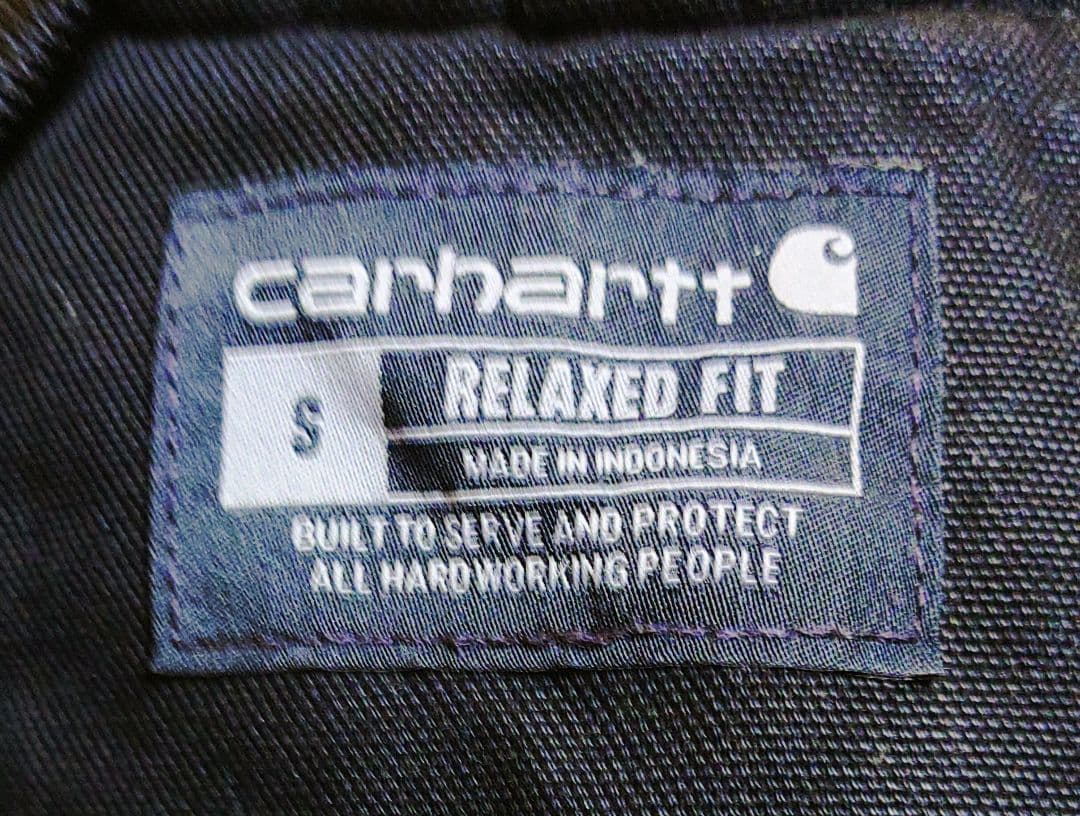 carhartt
S
RELAXED FIT
MADE IN INDONESIA
BUILT TO SERVE AND PROTECT
ALL HARDWORKING PEOPLE